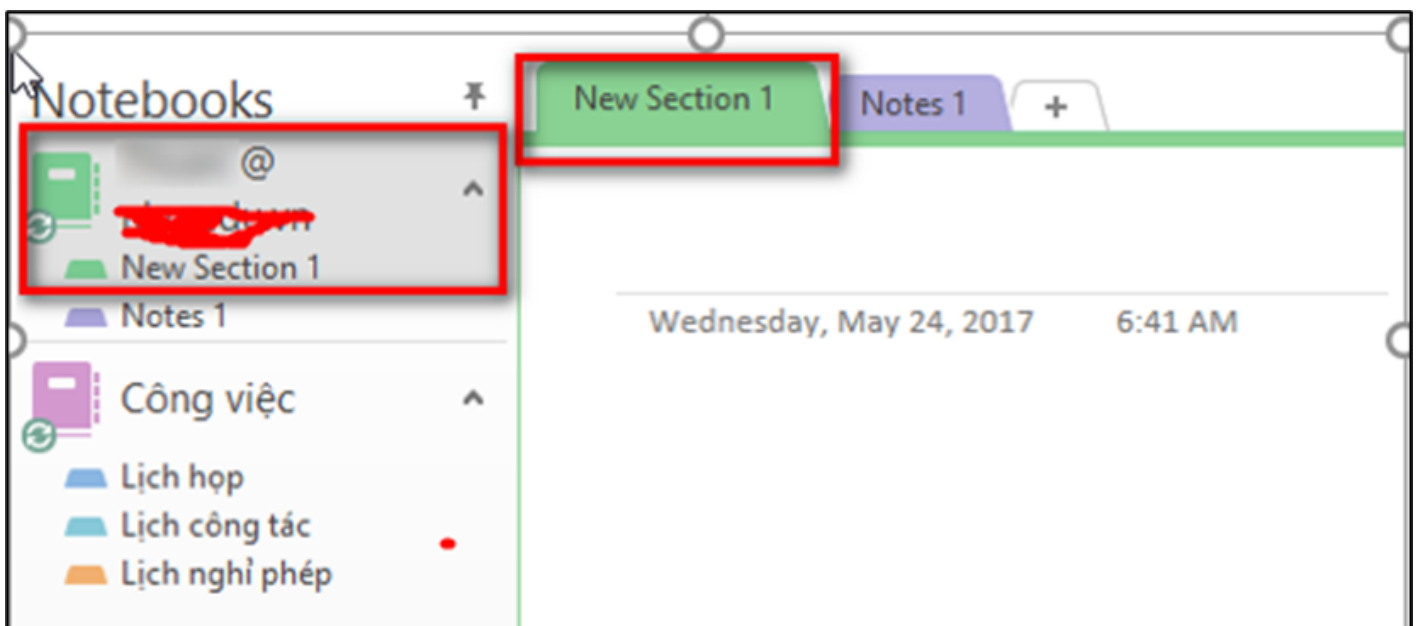 Notebooks
@
New Section 1
Notes 1
Công việc
Lịch họp
Lịch công tác
Lịch nghỉ phép
New Section 1
Notes 1
+
Wednesday, May 24, 2017 6:41 AM